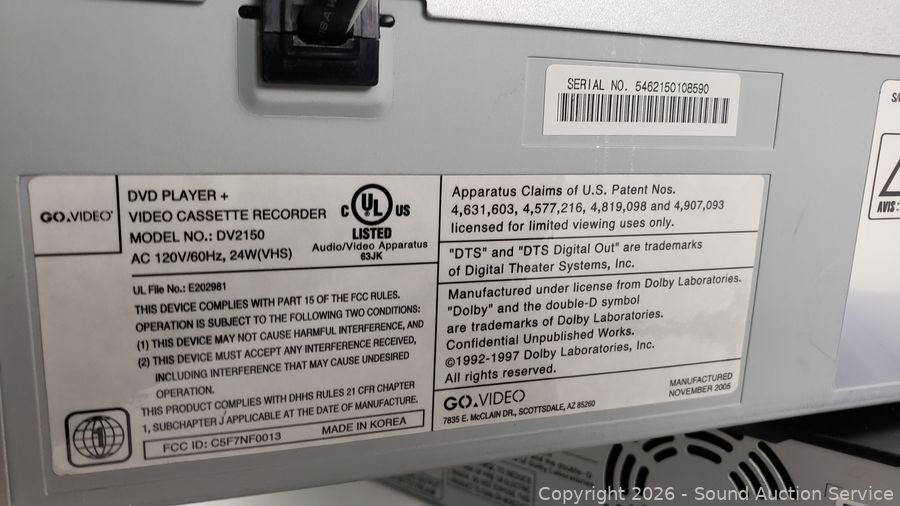 SAW
SERIAL NO. 5462150108590
GO.VIDEO
DVD PLAYER +
VIDEO CASSETTE RECORDER
MODEL NO.: DV2150
AC 120V/60Hz, 24W(VHS)
C UL US
LISTED
Audio/Video Apparatus
63JK
UL File No.: E202981
THIS DEVICE COMPLIES WITH PART 15 OF THE FCC RULES.
OPERATION IS SUBJECT TO THE FOLLOWING TWO CONDITIONS:
(1) THIS DEVICE MAY NOT CAUSE HARMFUL INTERFERENCE, AND
(2) THIS DEVICE MUST ACCEPT ANY INTERFERENCE RECEIVED,
INCLUDING INTERFERENCE THAT MAY CAUSE UNDESIRED
OPERATION.
THIS PRODUCT COMPLIES WITH DHHS RULES 21 CFR CHAPTER
1, SUBCHAPTER J APPLICABLE AT THE DATE OF MANUFACTURE.
1
FCC ID: C5F7NF0013 MADE IN KOREA
Apparatus Claims of U.S. Patent Nos.
4,631,603, 4,577,216, 4,819,098 and 4,907,093
licensed for limited viewing uses only.
"DTS" and "DTS Digital Out" are trademarks
of Digital Theater Systems, Inc.
Manufactured under license from Dolby Laboratories.
"Dolby" and the double-D symbol
are trademarks of Dolby Laboratories.
Confidential Unpublished Works.
©1992-1997 Dolby Laboratories, Inc.
All rights reserved.
GO.VIDEO
7835 E. McCLAIN DR., SCOTTSDALE, AZ 85260
MANUFACTURED
NOVEMBER 2005
AVIS:
Copyright 2026 - Sound Auction Service